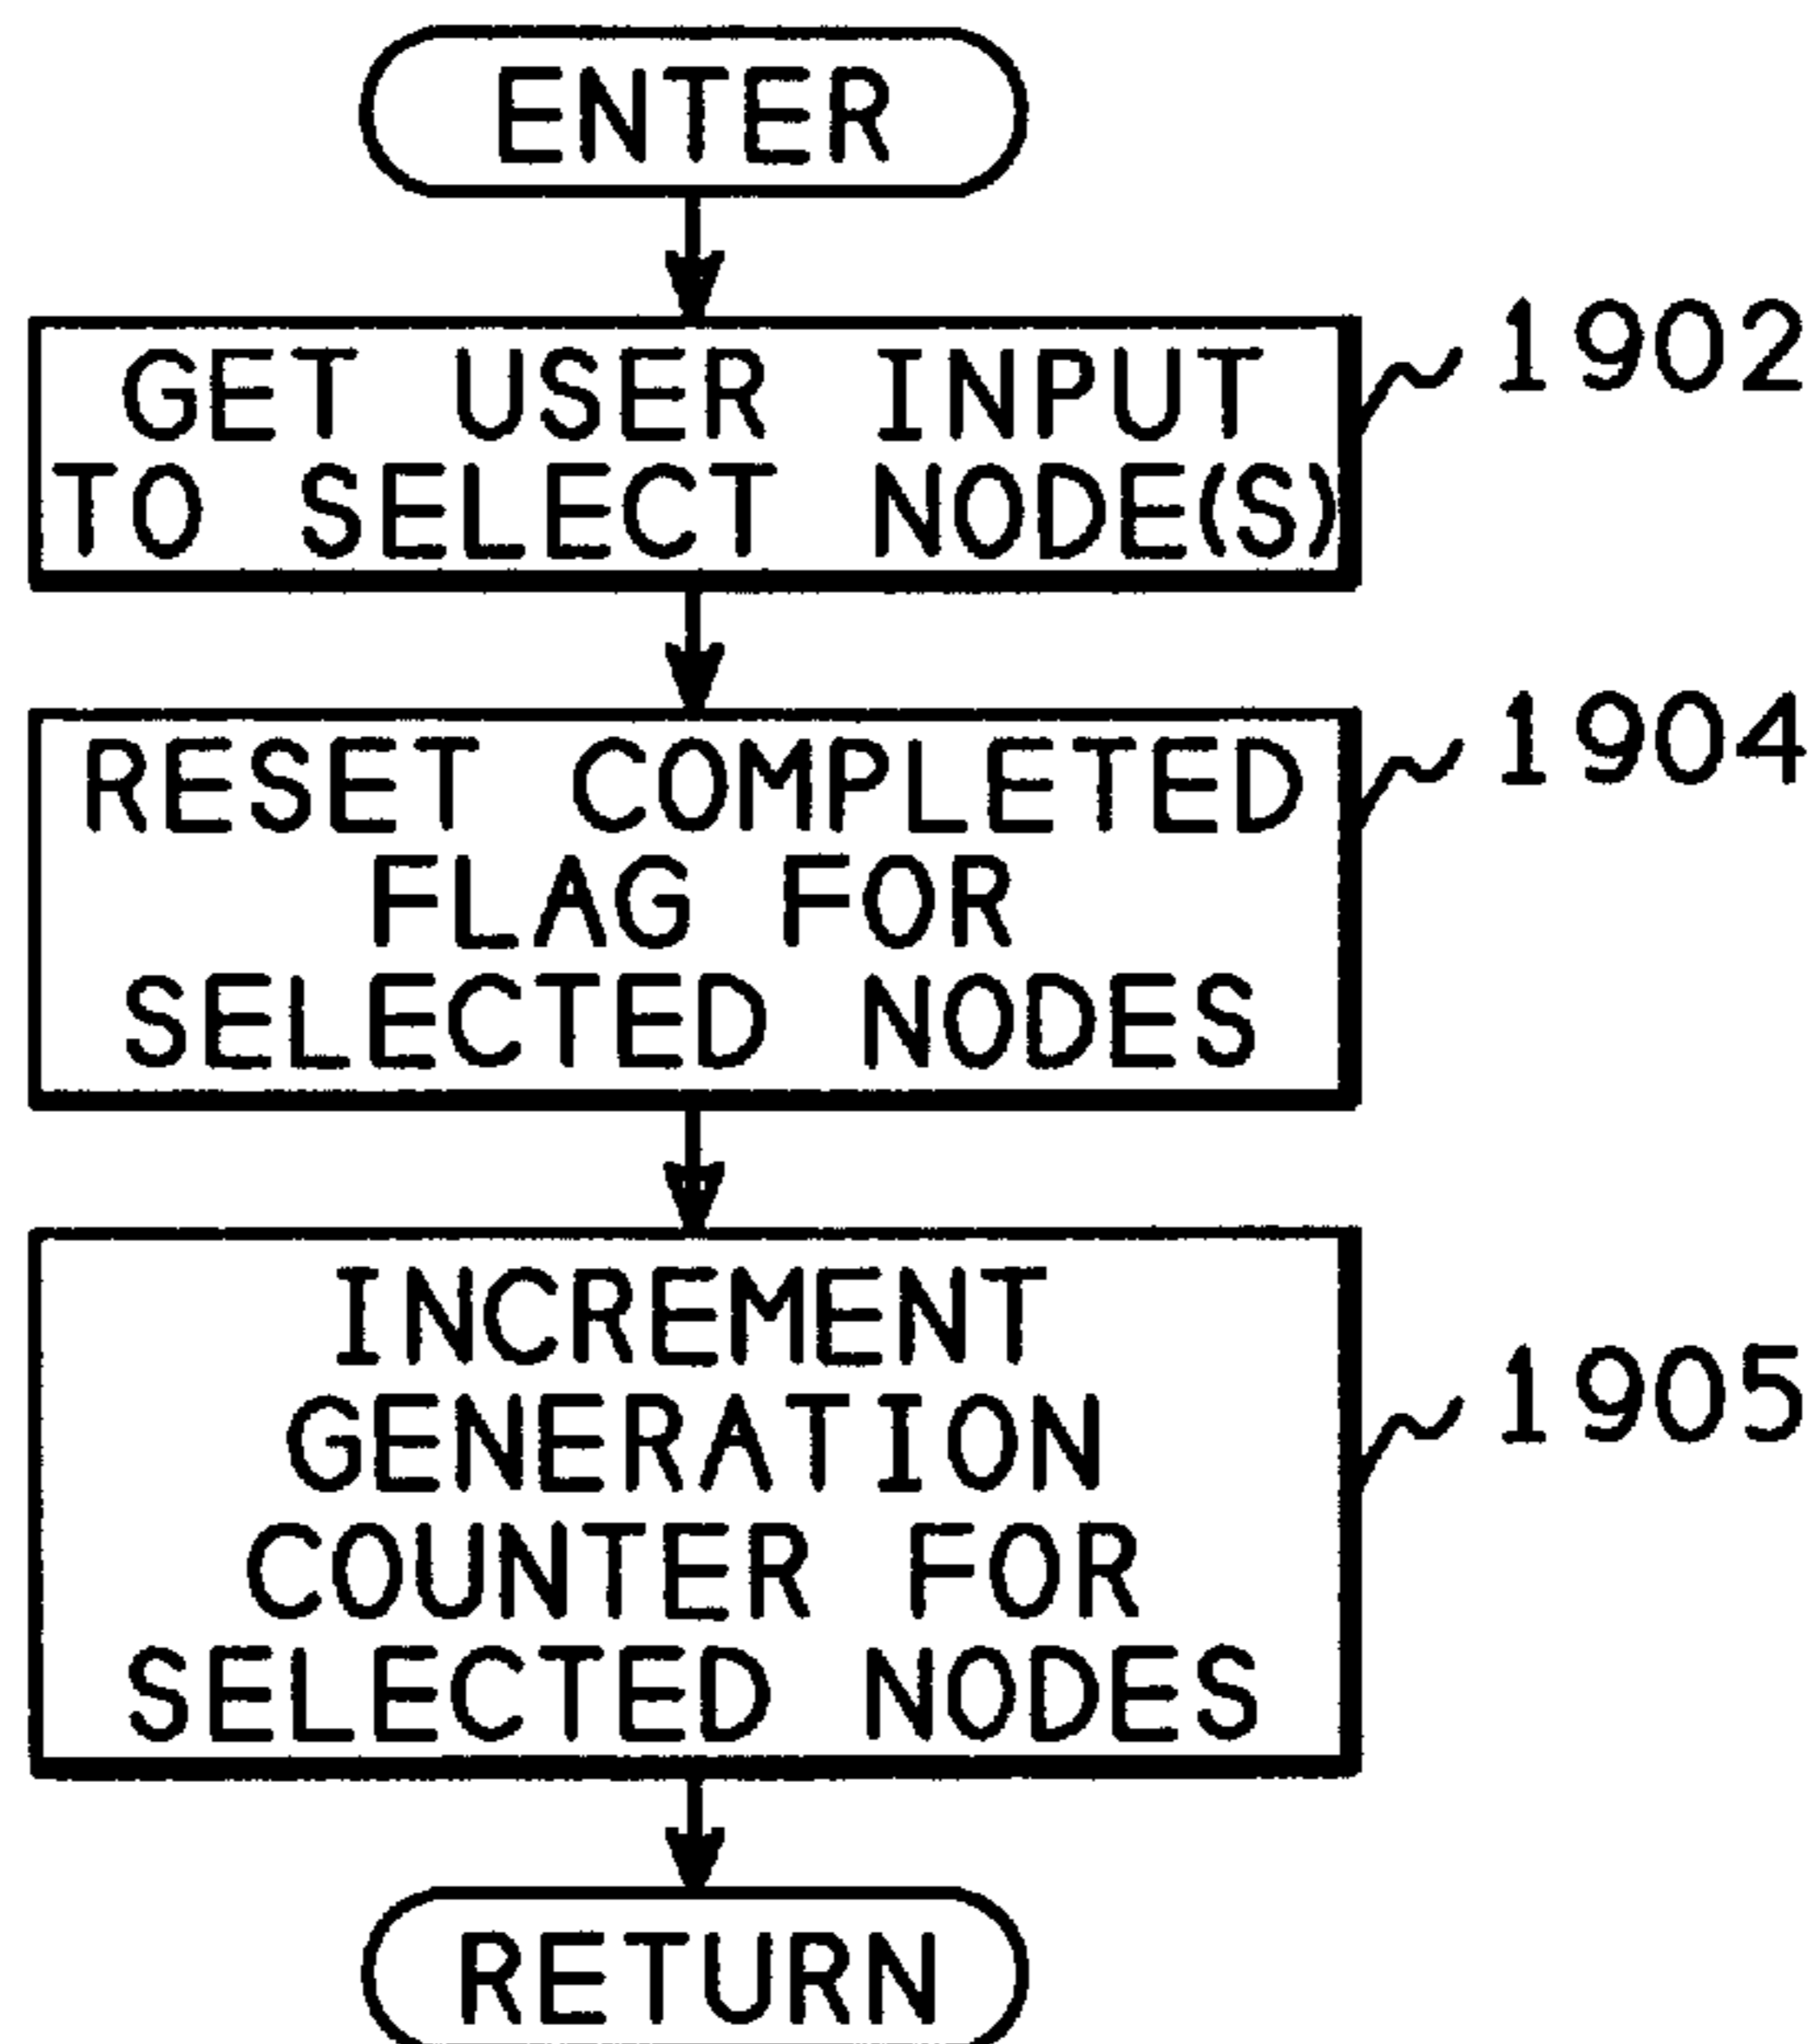 ENTER
GET USER INPUT
TO SELECT NODE(S)
1902
RESET COMPLETED
FLAG FOR
SELECTED NODES
1904
INCREMENT
GENERATION
COUNTER FOR
SELECTED NODES
1905
RETURN